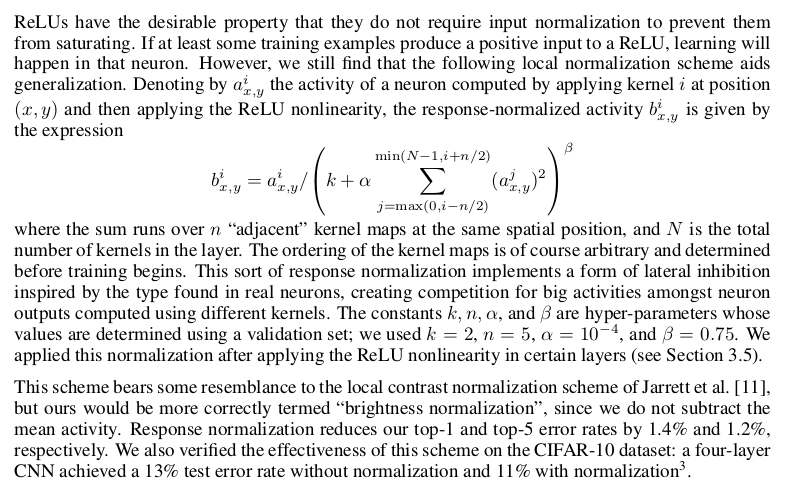 ReLUs have the desirable property that they do not require input normalization to prevent them
from saturating. If at least some training examples produce a positive input to a ReLU, learning will
happen in that neuron. However, we still find that the following local normalization scheme aids
generalization. Denoting by $a^i_{x,y}$ the activity of a neuron computed by applying kernel $i$ at position
$(x, y)$ and then applying the ReLU nonlinearity, the response-normalized activity $b^i_{x,y}$ is given by
the expression
$b^i_{x,y} = a^i_{x,y} / \left( k + \alpha \sum_{j=\max(0,i-n/2)}^{\min(N-1,i+n/2)} (a^j_{x,y})^2 \right)^\beta$
where the sum runs over $n$ “adjacent” kernel maps at the same spatial position, and $N$ is the total
number of kernels in the layer. The ordering of the kernel maps is of course arbitrary and determined
before training begins. This sort of response normalization implements a form of lateral inhibition
inspired by the type found in real neurons, creating competition for big activities amongst neuron
outputs computed using different kernels. The constants $k, n, \alpha$, and $\beta$ are hyper-parameters whose
values are determined using a validation set; we used $k = 2$, $n = 5$, $\alpha = 10^{-4}$, and $\beta = 0.75$. We
applied this normalization after applying the ReLU nonlinearity in certain layers (see Section 3.5).
This scheme bears some resemblance to the local contrast normalization scheme of Jarrett et al. [11],
but ours would be more correctly termed “brightness normalization”, since we do not subtract the
mean activity. Response normalization reduces our top-1 and top-5 error rates by 1.4% and 1.2%,
respectively. We also verified the effectiveness of this scheme on the CIFAR-10 dataset: a four-layer
CNN achieved a 13% test error rate without normalization and 11% with normalization³.